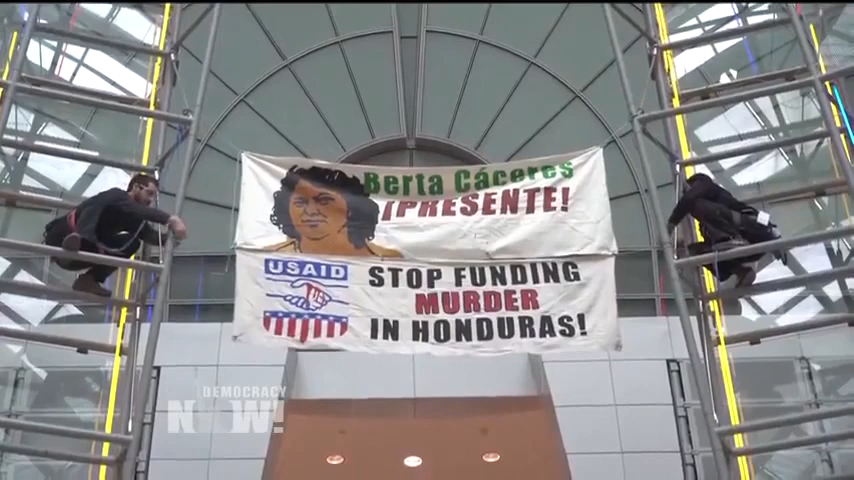 Berta Cáceres
¡PRESENTE!
USAID
STOP FUNDING
MURDER
IN HONDURAS!
DEMOCRACY
NOW!